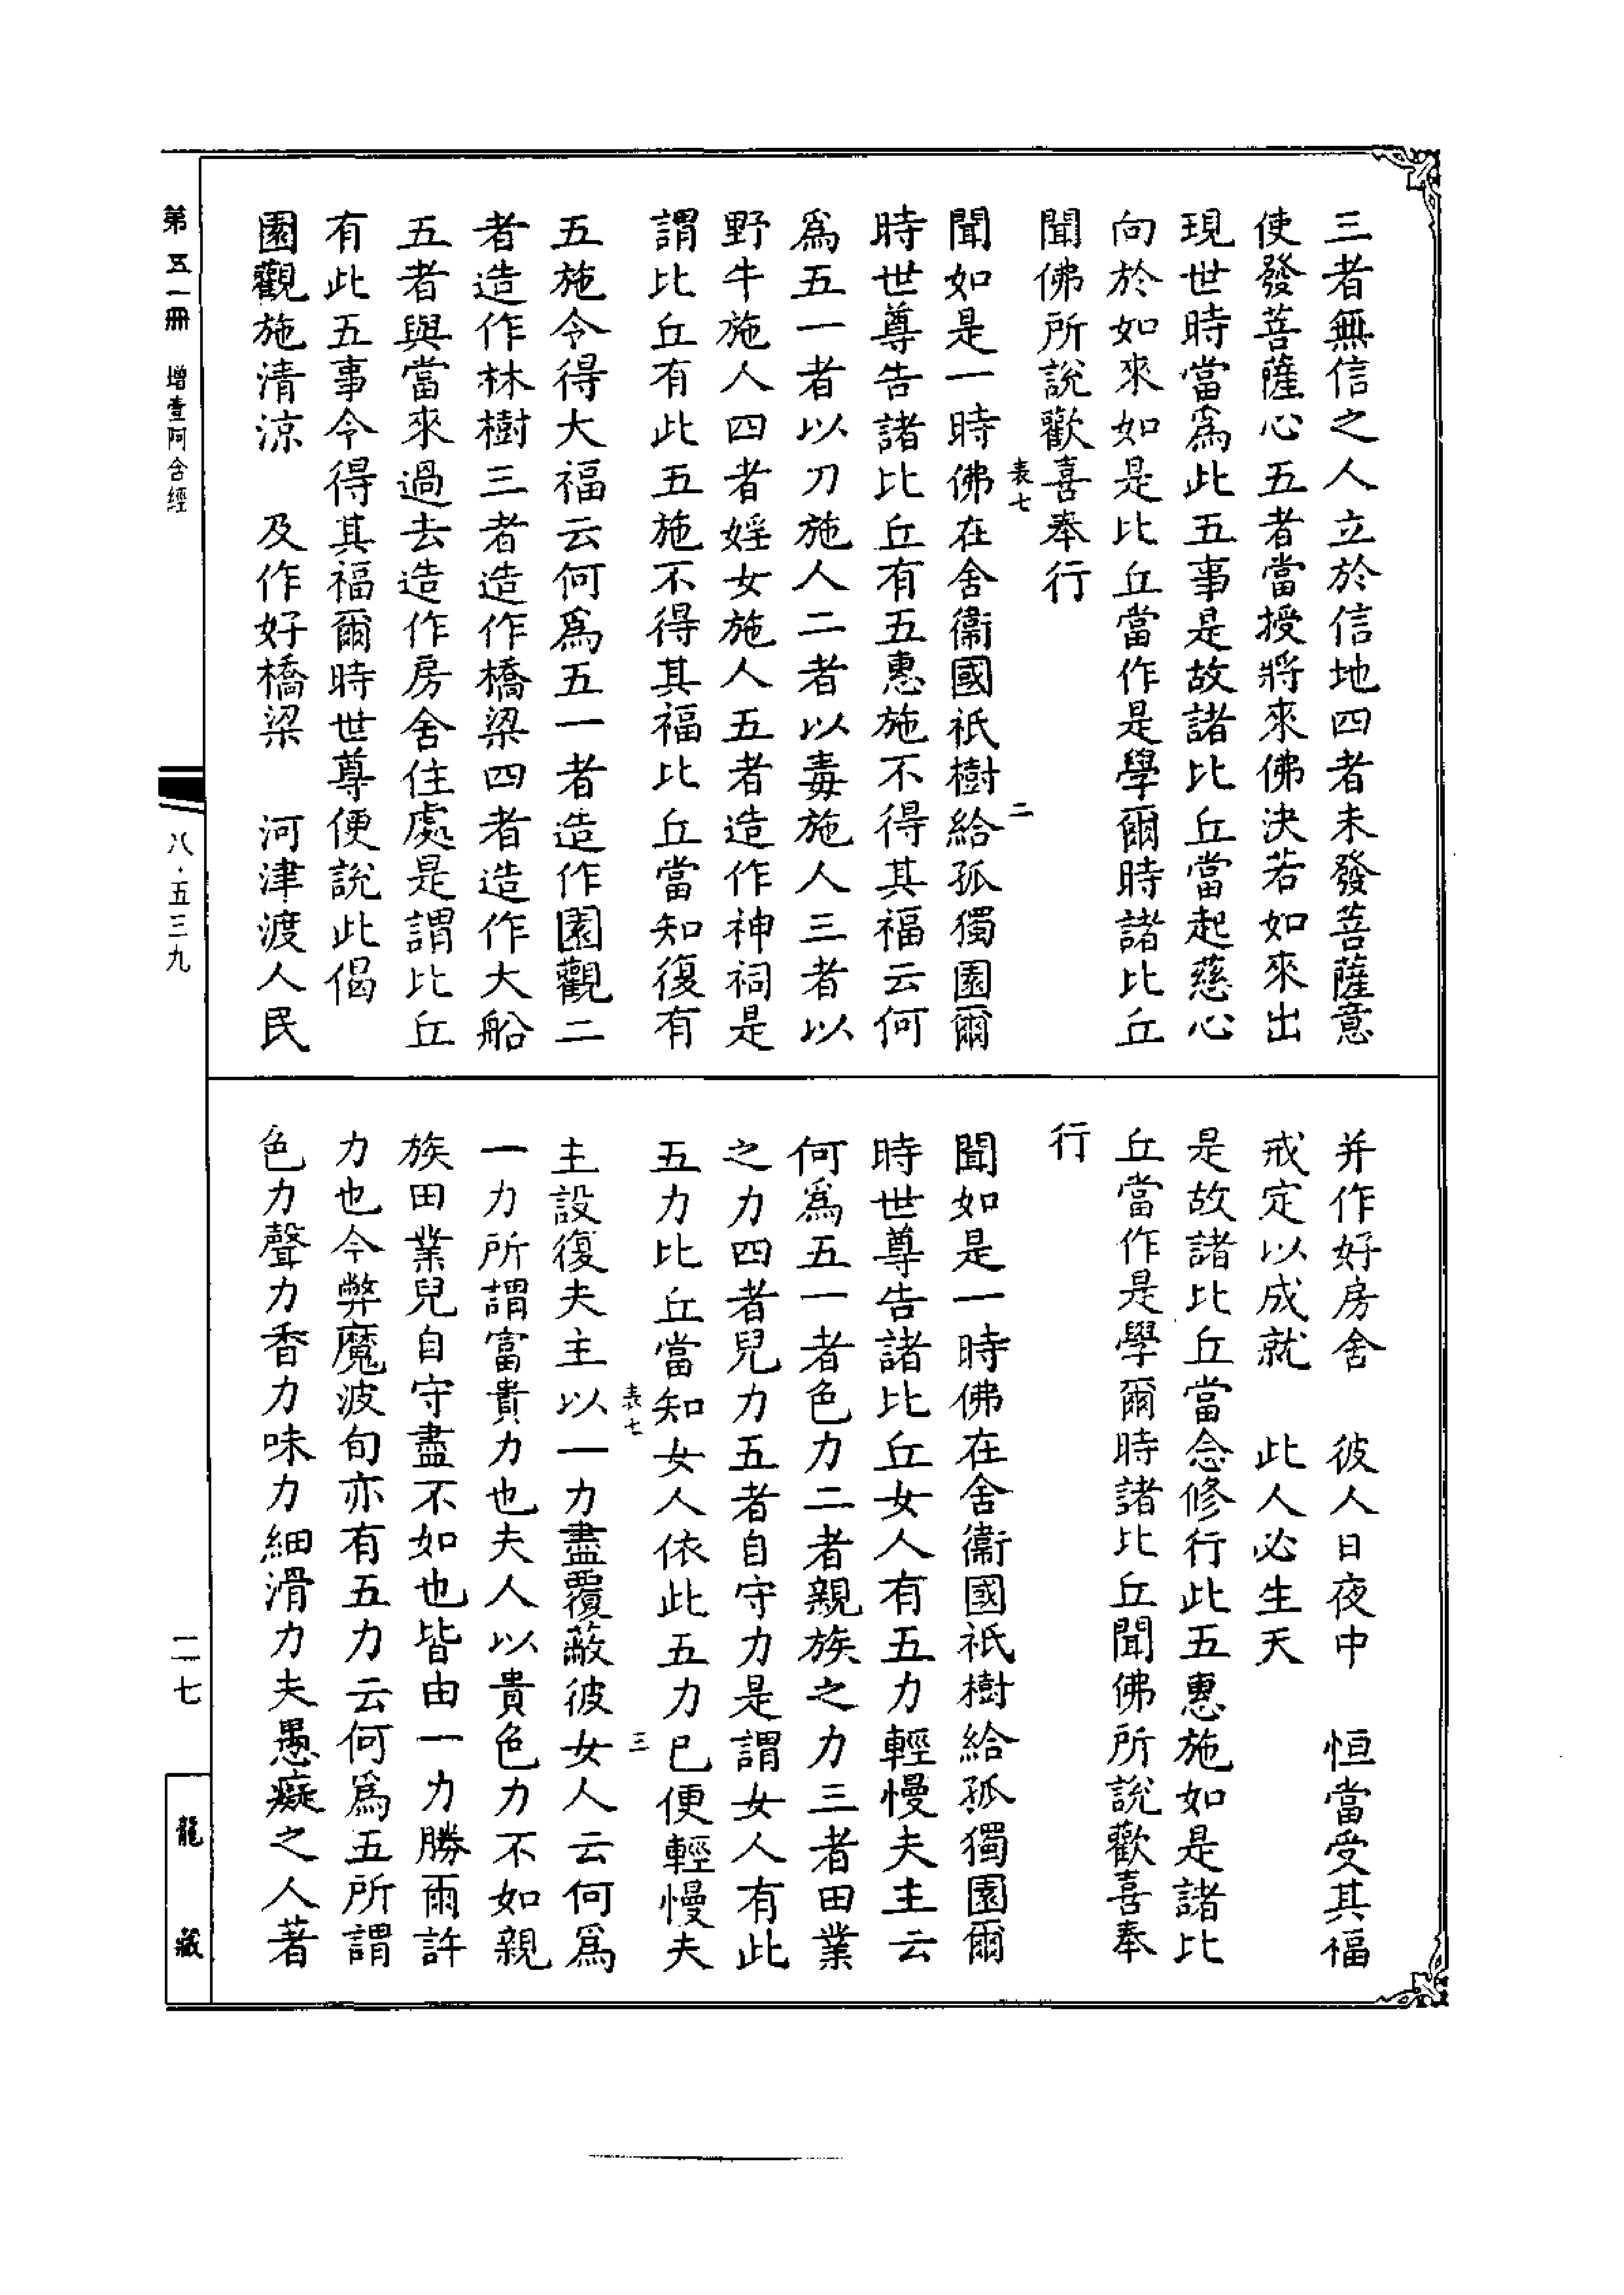 三者無信之人立於信地四者未發菩薩意
使發菩薩心五者當授將來佛決若如來出
現世時當爲此五事是故諸比丘當起慈心
向於如來如是比丘當作是學爾時諸比丘
聞佛所說歡喜奉行
表七
二
聞如是一時佛在舍衞國祇樹給孤獨園爾
時世尊告諸比丘有五惠施不得其福云何
爲五一者以刀施人二者以毒施人三者以
野牛施人四者婬女施人五者造作神祠是
謂比丘有此五施不得其福比丘當知復有
五施令得大福云何爲五一者造作園觀二
者造作林樹三者造作橋梁四者造作大船
五者與當來過去造作房舍住處是謂比丘
有此五事令得其福爾時世尊便說此偈
園觀施清涼　及作好橋梁　河津渡人民
并作好房舍　彼人日夜中　恒當受其福
戒定以成就　此人必生天
是故諸比丘當念修行此五惠施如是諸比
丘當作是學爾時諸比丘聞佛所說歡喜奉
行
聞如是一時佛在舍衞國祇樹給孤獨園爾
時世尊告諸比丘女人有五力輕慢夫主云
何爲五一者色力二者親族之力三者田業
之力四者兒力五者自守力是謂女人有此
五力比丘當知女人依此五力已便輕慢夫
表七
三
主設復夫主以一力盡覆蔽彼女人云何爲
一力所謂富貴力也夫人以貴色力不如親
族田業兒自守盡不如也皆由一力勝爾許
力也今弊魔波旬亦有五力云何爲五所謂
色力聲力香力味力細滑力夫愚癡之人著
第五一冊　增壹阿含經
八·五三九
二七
龍藏